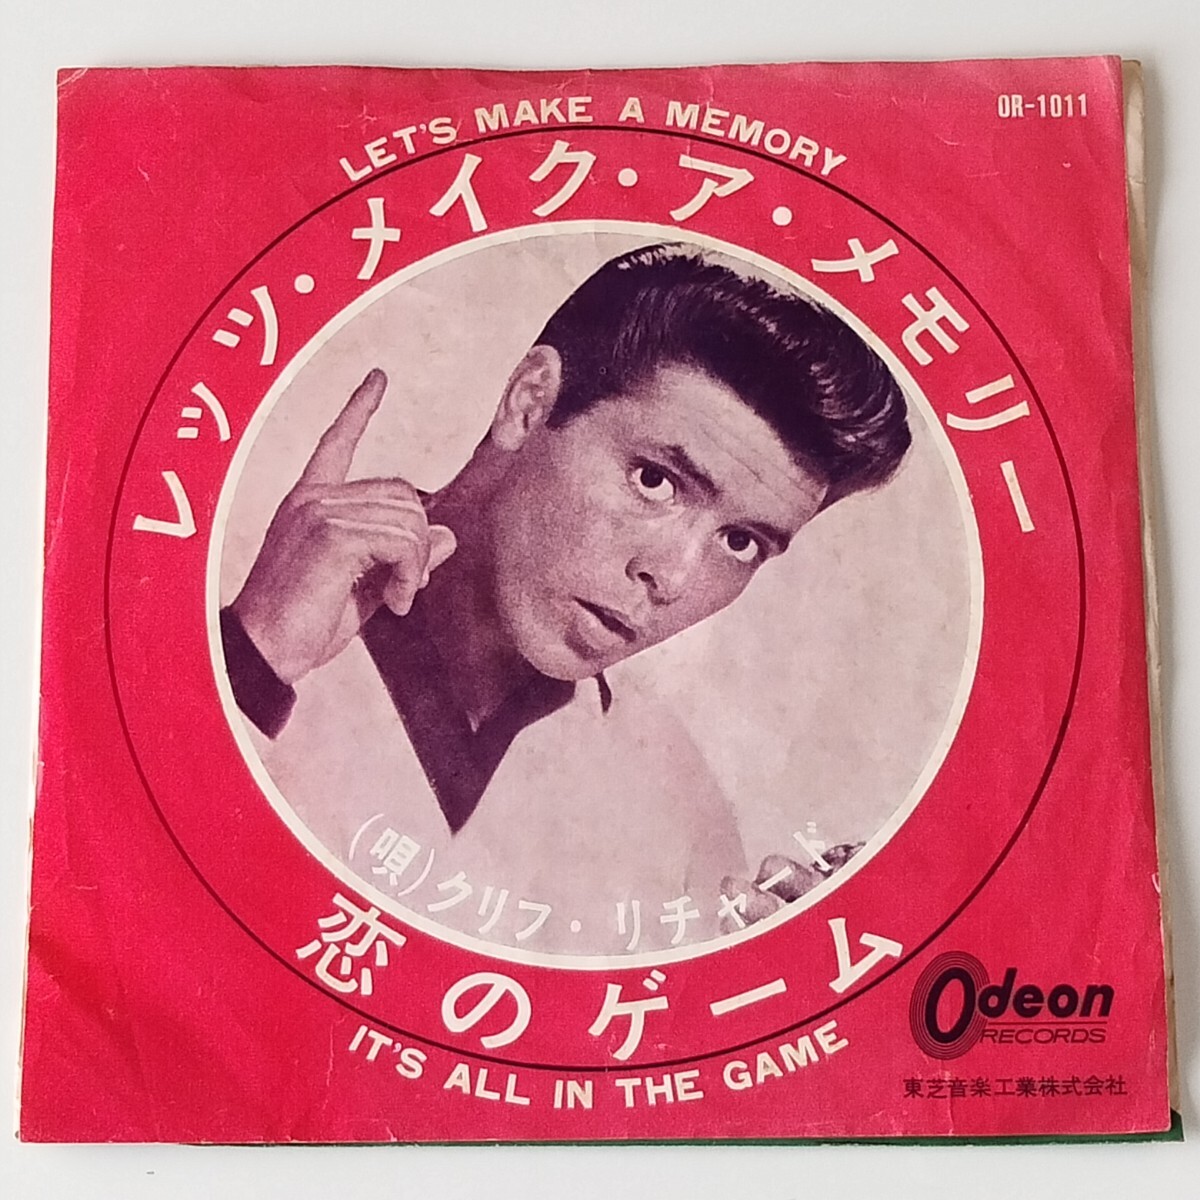 OR-1011
LET'S MAKE A MEMORY
レッツ・メイク・ア・メモリー
(唄)クリフ・リチャード
恋のゲーム
IT'S ALL IN THE GAME
Odeon
RECORDS
東芝音楽工業株式会社